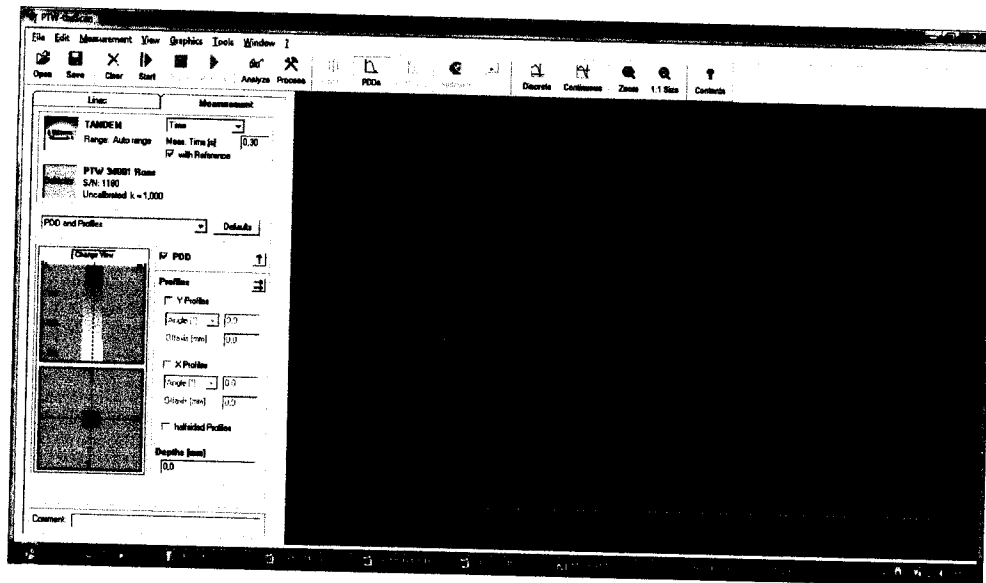 PTW
File Edit Measurement View Graphics Tools Window ?
Open Save Clear Start Analyze Process PDDs Discrete Continuous Zoom 1:1 Size Contents
Lines Measurement
TANDEM Time
Range: Auto range Meas. Time [s] 0,30
with Reference
PTW 34001 Roos
S/N: 1180
Uncalibrated k = 1,000
PDD and Profiles Defaults
Change View PDD
Profiles
Y Profiles
Angle [°] 0,0
Offaxis [mm] 0,0
X Profiles
Angle [°] 0,0
Offaxis [mm] 0,0
halfsided Profiles
Depths [mm]
0,0
Comment: